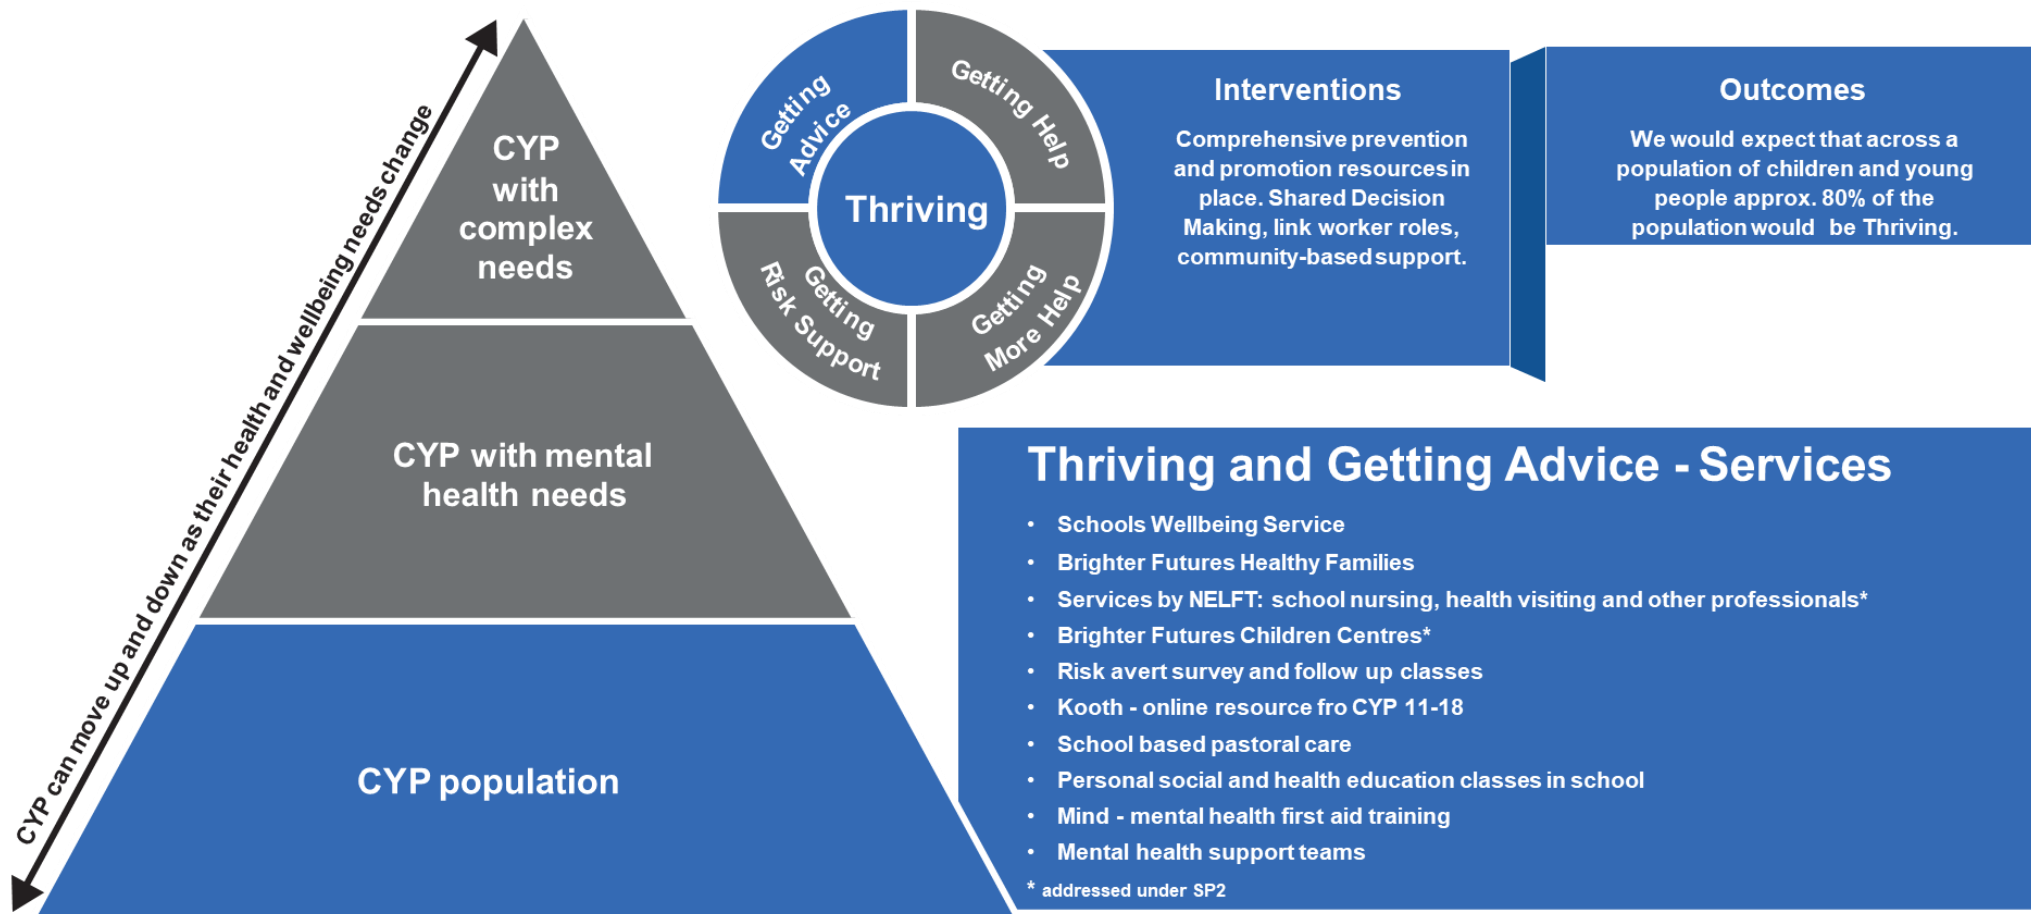 CYP can move up and down as their health and wellbeing needs change
CYP
with
complex
needs
CYP with mental
health needs
CYP population
Getting
Advice
Getting Help
Thriving
Getting
Risk Support
Getting
More Help
Interventions
Comprehensive prevention
and promotion resources in
place. Shared Decision
Making, link worker roles,
community-based support.
Outcomes
We would expect that across a
population of children and young
people approx. 80% of the
population would be Thriving.
Thriving and Getting Advice - Services
• Schools Wellbeing Service
• Brighter Futures Healthy Families
• Services by NELFT: school nursing, health visiting and other professionals*
• Brighter Futures Children Centres*
• Risk avert survey and follow up classes
• Kooth - online resource fro CYP 11-18
• School based pastoral care
• Personal social and health education classes in school
• Mind - mental health first aid training
• Mental health support teams
* addressed under SP2